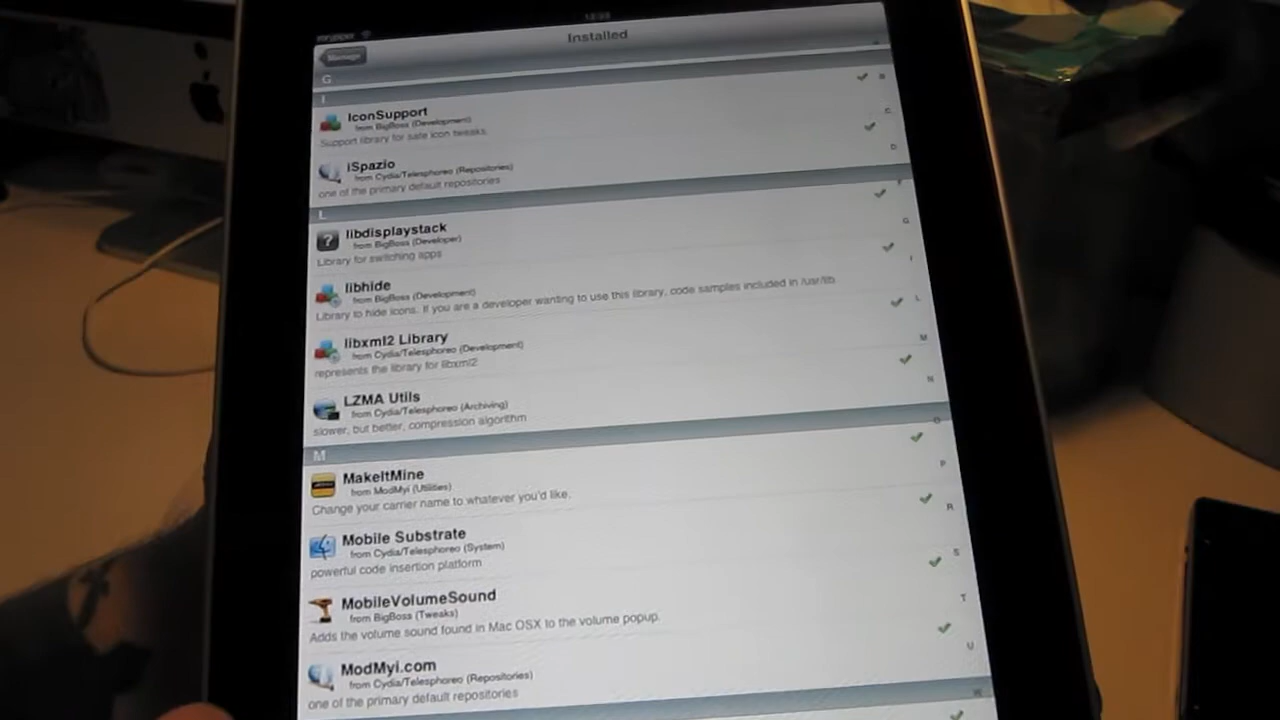 Installed
Manage
G
I
IconSupport
from BigBoss (Development)
Support library for safe icon tweaks.
iSpazio
from Cydia/Telesphoreo (Repositories)
one of the primary default repositories
L
libdisplaystack
from BigBoss (Developer)
Library for switching apps
libhide
from BigBoss (Development)
Library to hide icons. If you are a developer wanting to use this library, code samples included in /usr/lib
libxml2 Library
from Cydia/Telesphoreo (Development)
represents the library for libxml2
LZMA Utils
from Cydia/Telesphoreo (Archiving)
slower, but better, compression algorithm
M
MakeItMine
from ModMyi (Utilities)
Change your carrier name to whatever you'd like.
Mobile Substrate
from Cydia/Telesphoreo (System)
powerful code insertion platform
MobileVolumeSound
from BigBoss (Tweaks)
Adds the volume sound found in Mac OSX to the volume popup.
ModMyi.com
from Cydia/Telesphoreo (Repositories)
one of the primary default repositories
B
C
D
F
G
I
L
M
N
O
P
R
S
T
U